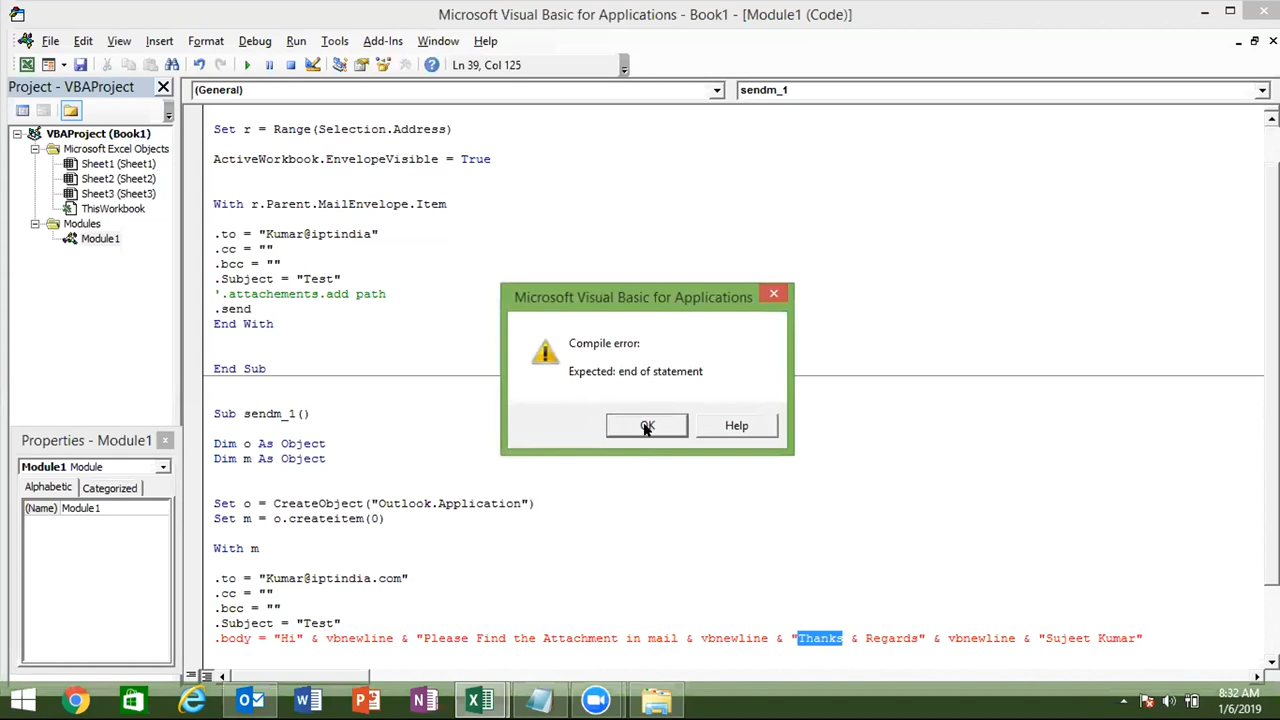 Microsoft Visual Basic for Applications - Book1 - [Module1 (Code)]
File Edit View Insert Format Debug Run Tools Add-Ins Window Help
Ln 39, Col 125
Project - VBAProject
(General)
sendm_1
VBAProject (Book1)
Microsoft Excel Objects
Sheet1 (Sheet1)
Sheet2 (Sheet2)
Sheet3 (Sheet3)
ThisWorkbook
Modules
Module1
Properties - Module1
Module1 Module
Alphabetic Categorized
(Name) Module1
Set r = Range(Selection.Address)
ActiveWorkbook.EnvelopeVisible = True
With r.Parent.MailEnvelope.Item
.to = "Kumar@iptindia"
.cc = ""
.bcc = ""
.Subject = "Test"
'.attachements.add path
.send
End With
End Sub
Sub sendm_1()
Dim o As Object
Dim m As Object
Set o = CreateObject("Outlook.Application")
Set m = o.createitem(0)
With m
.to = "Kumar@iptindia.com"
.cc = ""
.bcc = ""
.Subject = "Test"
.body = "Hi" & vbnewline & "Please Find the Attachment in mail & vbnewline & "Thanks & Regards" & vbnewline & "Sujeet Kumar"
Microsoft Visual Basic for Applications
Compile error:
Expected: end of statement
OK
Help
8:32 AM
1/6/2019